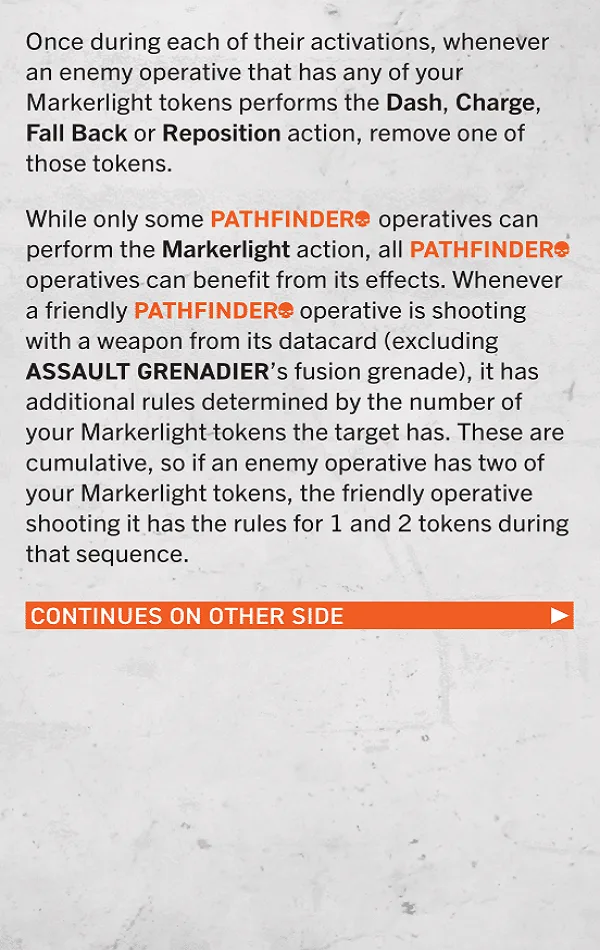 Once during each of their activations, whenever
an enemy operative that has any of your
Markerlight tokens performs the Dash, Charge,
Fall Back or Reposition action, remove one of
those tokens.
While only some PATHFINDER operatives can
perform the Markerlight action, all PATHFINDER
operatives can benefit from its effects. Whenever
a friendly PATHFINDER operative is shooting
with a weapon from its datacard (excluding
ASSAULT GRENADIER’s fusion grenade), it has
additional rules determined by the number of
your Markerlight tokens the target has. These are
cumulative, so if an enemy operative has two of
your Markerlight tokens, the friendly operative
shooting it has the rules for 1 and 2 tokens during
that sequence.
CONTINUES ON OTHER SIDE